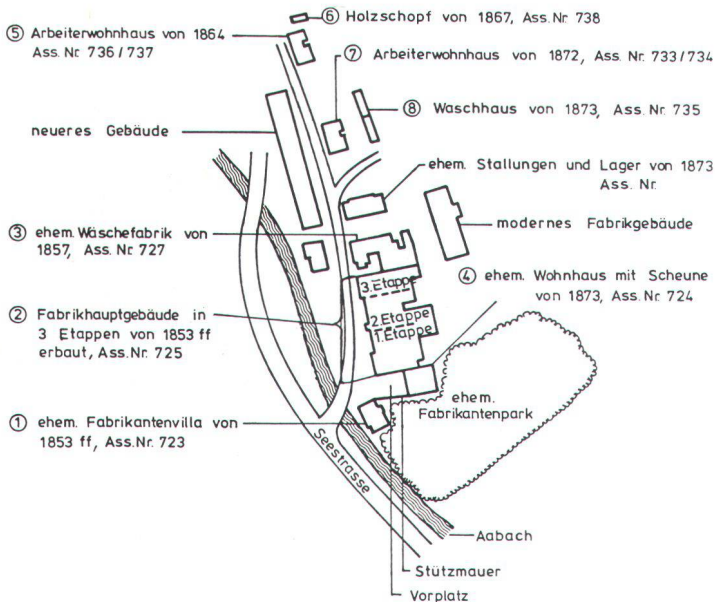 ⑥ Holzschopf von 1867, Ass. Nr. 738
⑤ Arbeiterwohnhaus von 1864
Ass. Nr. 736/737
⑦ Arbeiterwohnhaus von 1872, Ass. Nr. 733/734
⑧ Waschhaus von 1873, Ass. Nr. 735
neueres Gebäude
ehem. Stallungen und Lager von 1873
Ass. Nr.
modernes Fabrikgebäude
③ ehem. Wäschefabrik von
1857, Ass. Nr. 727
④ ehem. Wohnhaus mit Scheune
von 1873, Ass. Nr. 724
3. Etappe
2. Etappe
1. Etappe
② Fabrikhauptgebäude in
3 Etappen von 1853 ff
erbaut, Ass. Nr. 725
ehem.
Fabrikantenpark
① ehem. Fabrikantenvilla von
1853 ff, Ass. Nr. 723
Seestrasse
Aabach
Stützmauer
Vorplatz